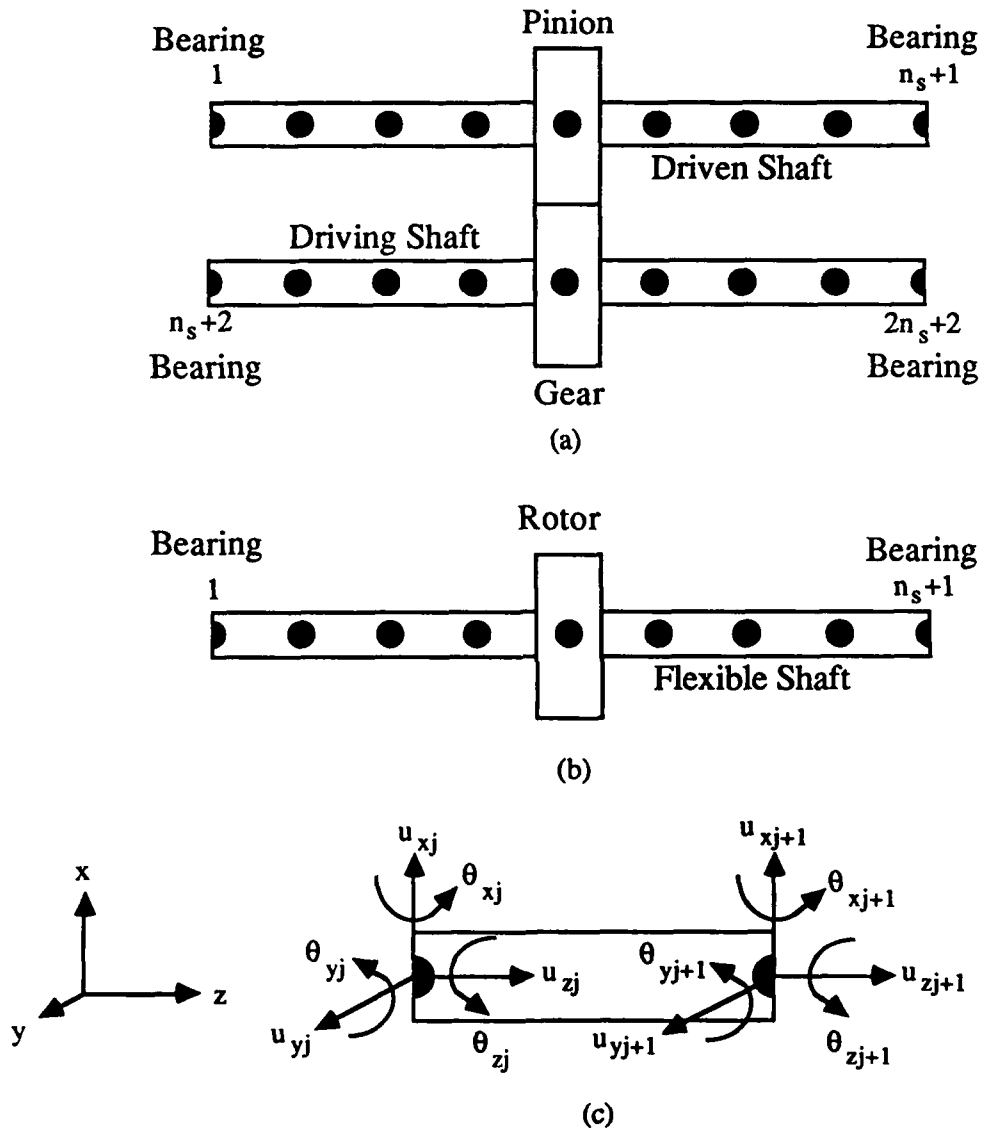 Pinion
Bearing
1
Bearing
n_s+1
Driven Shaft
Driving Shaft
n_s+2
Bearing
2n_s+2
Bearing
Gear
(a)
Rotor
Bearing
1
Bearing
n_s+1
Flexible Shaft
(b)
x
y
z
u_xj
θ_xj
θ_yj
u_yj
u_zj
θ_zj
u_xj+1
θ_xj+1
θ_yj+1
u_yj+1
u_zj+1
θ_zj+1
(c)